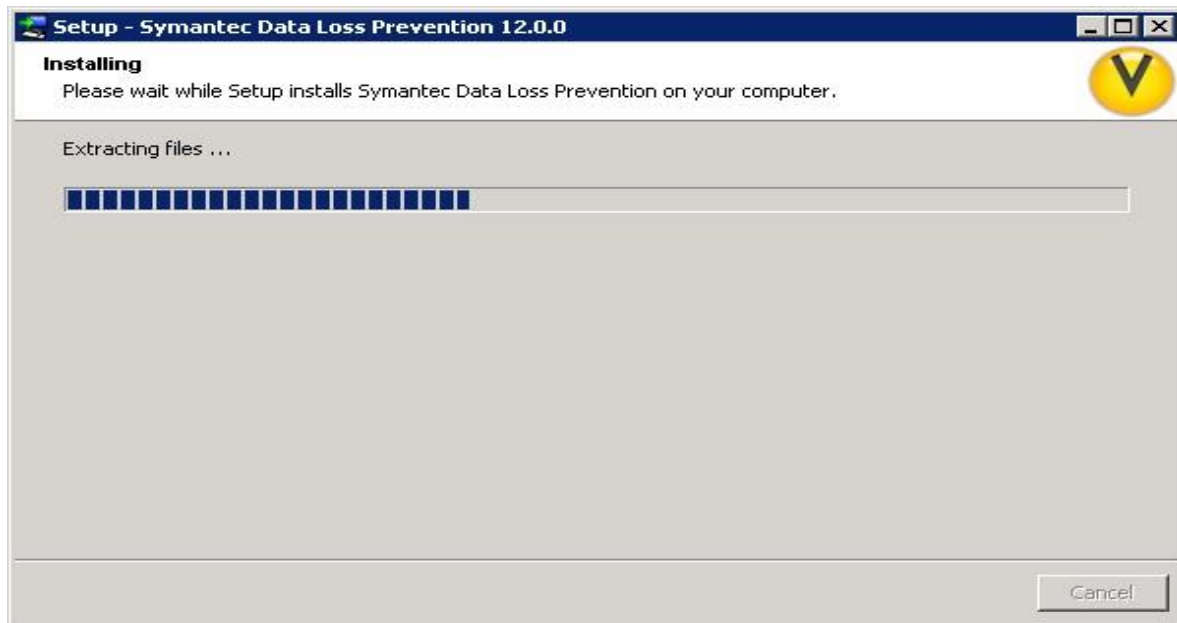 Setup - Symantec Data Loss Prevention 12.0.0
Installing
Please wait while Setup installs Symantec Data Loss Prevention on your computer.
Extracting files ...
Cancel